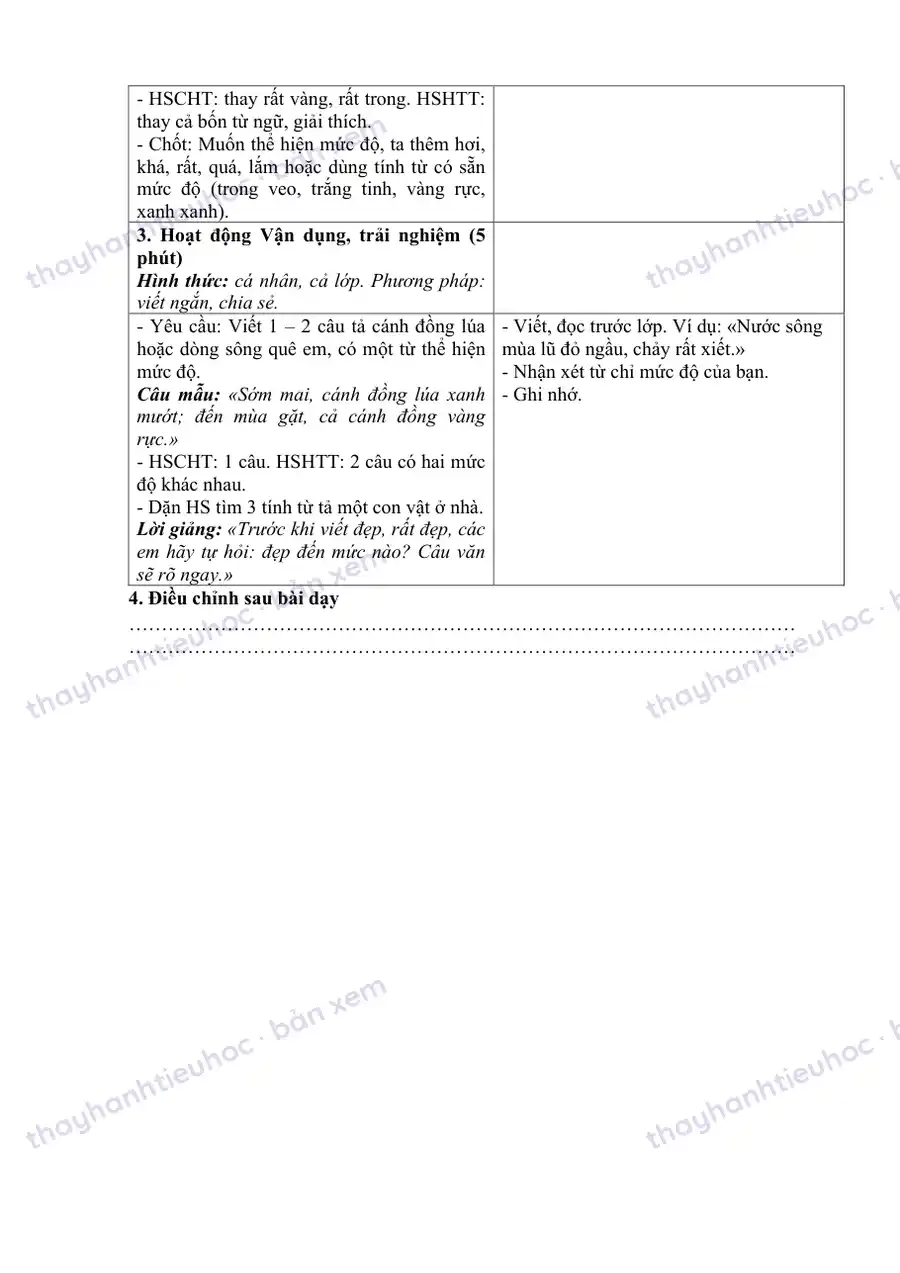 - HSCHT: thay rất vàng, rất trong. HSHTT:
thay cả bốn từ ngữ, giải thích.
- Chốt: Muốn thể hiện mức độ, ta thêm hơi,
khá, rất, quá, lắm hoặc dùng tính từ có sẵn
mức độ (trong veo, trắng tinh, vàng rực,
xanh xanh).
3. Hoạt động Vận dụng, trải nghiệm (5
phút)
Hình thức: cá nhân, cả lớp. Phương pháp:
viết ngắn, chia sẻ.
- Yêu cầu: Viết 1 – 2 câu tả cánh đồng lúa
hoặc dòng sông quê em, có một từ thể hiện
mức độ.
Câu mẫu: «Sớm mai, cánh đồng lúa xanh
mướt; đến mùa gặt, cả cánh đồng vàng
rực.»
- HSCHT: 1 câu. HSHTT: 2 câu có hai mức
độ khác nhau.
- Dặn HS tìm 3 tính từ tả một con vật ở nhà.
Lời giảng: «Trước khi viết đẹp, rất đẹp, các
em hãy tự hỏi: đẹp đến mức nào? Câu văn
sẽ rõ ngay.»
- Viết, đọc trước lớp. Ví dụ: «Nước sông
mùa lũ đỏ ngầu, chảy rất xiết.»
- Nhận xét từ chỉ mức độ của bạn.
- Ghi nhớ.
4. Điều chỉnh sau bài dạy
…………………………………………………………………………………………
…………………………………………………………………………………………
thayhanhtieuhoc · bản xem
thayhanhtieuhoc · b
thayhanhtieuhoc · bản xem
thayhanhtieuhoc · b
thayhanhtieuhoc · bản xem
thayhanhtieuhoc · b